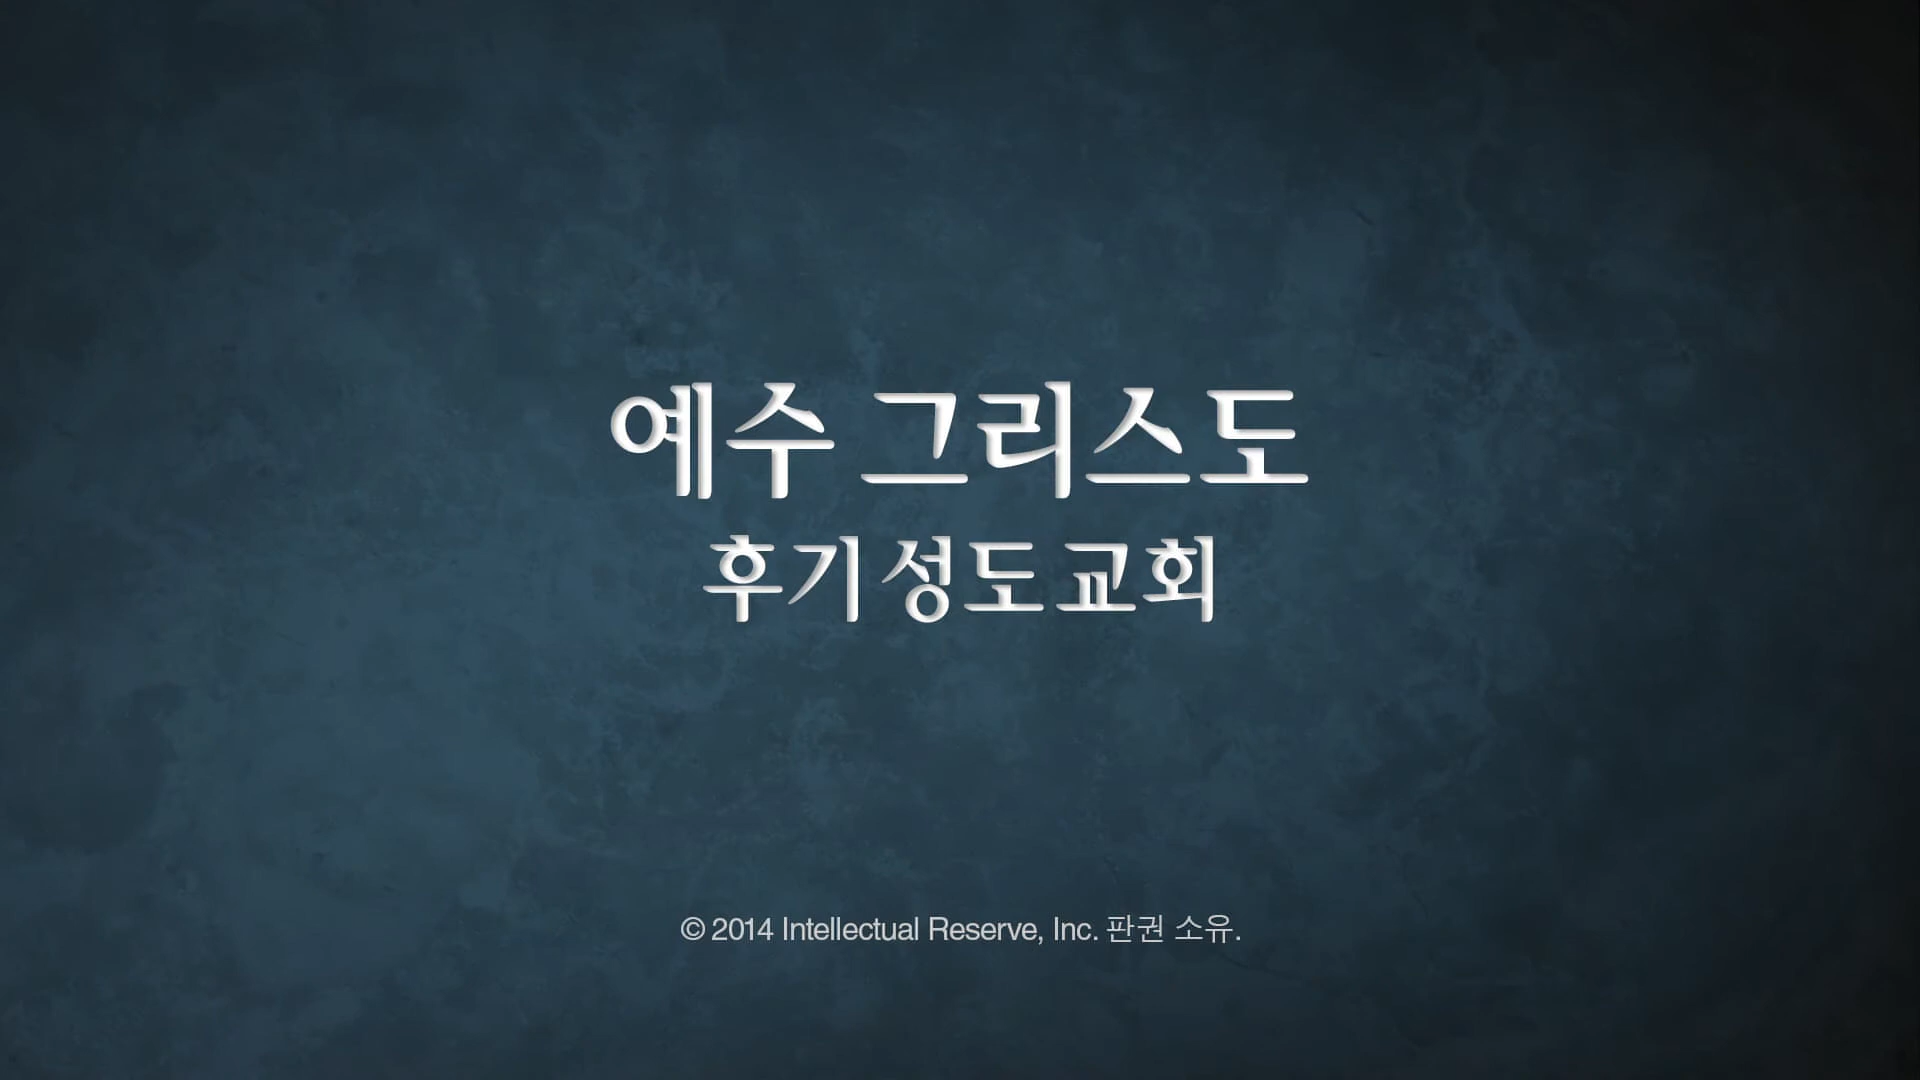 예수 그리스도
후기 성도 교회
© 2014 Intellectual Reserve, Inc. 판권 소유.